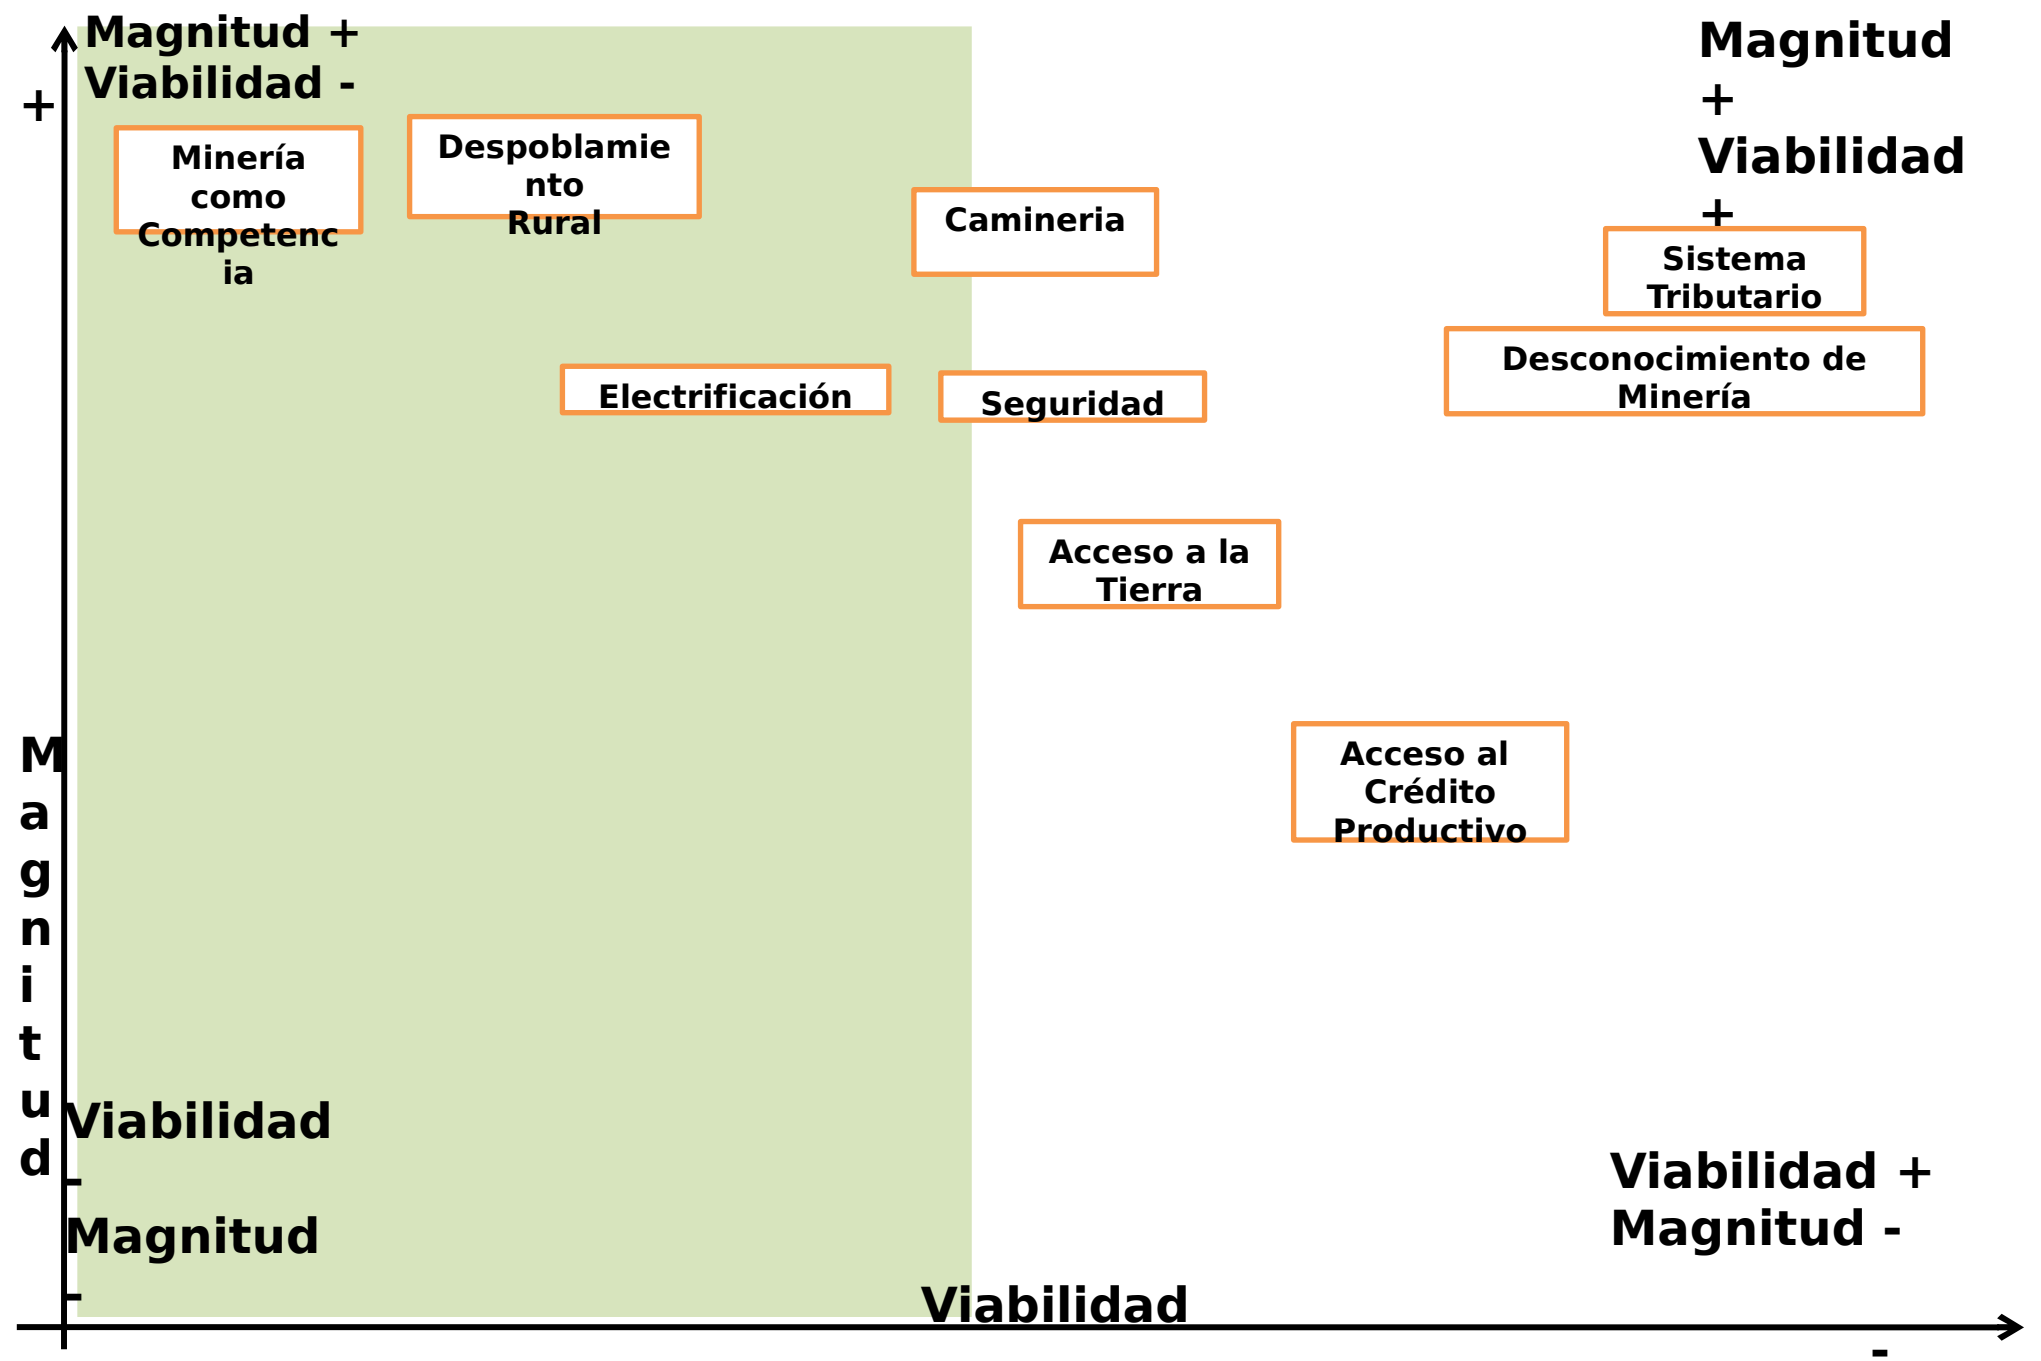 Magnitud +
Viabilidad -
+
Magnitud
+
Viabilidad
+
Minería
como
Competenc
ia
Despoblamie
nto
Rural
Camineria
Sistema
Tributario
Desconocimiento de
Minería
Electrificación
Seguridad
Acceso a la
Tierra
Acceso al
Crédito
Productivo
M
a
g
n
i
t
u
d
Viabilidad
-
Magnitud
-
Viabilidad +
Magnitud -
Viabilidad
-